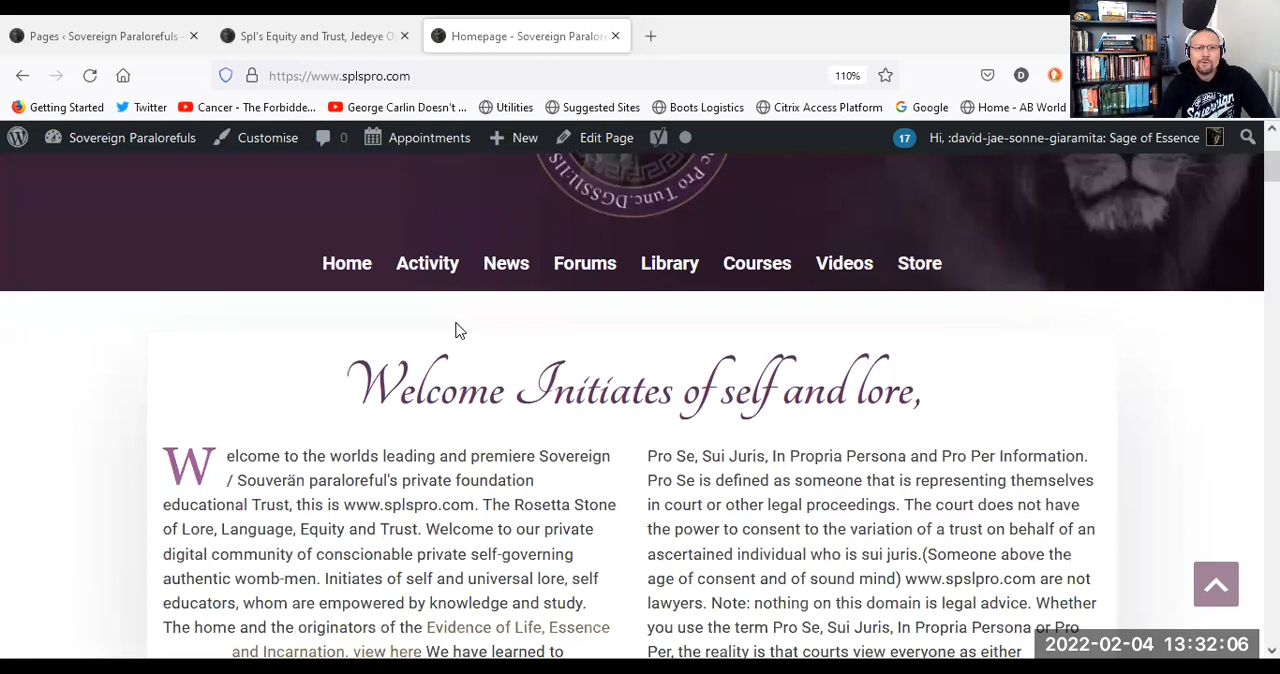 Pages ‹ Sovereign Paralorefuls –
Spl's Equity and Trust, Jede
Homepage - Sovereign Paralore
https://www.splspro.com
110%
Getting Started
Twitter
Cancer - The Forbidde...
George Carlin Doesn't ...
Utilities
Suggested Sites
Boots Logistics
Citrix Access Platform
Google
Home - AB World
Sovereign Paralorefuls
Customise
0
Appointments
New
Edit Page
17
Hi, :david-jae-sonne-giaramita: Sage of Essence
Pro Tunc.DGSSII:IIS
Home
Activity
News
Forums
Library
Courses
Videos
Store
Welcome Initiates of self and lore,
Welcome to the worlds leading and premiere Sovereign
/ Souverän paraloreful's private foundation
educational Trust, this is www.splspro.com. The Rosetta Stone
of Lore, Language, Equity and Trust. Welcome to our private
digital community of conscionable private self-governing
authentic womb-men. Initiates of self and universal lore, self
educators, whom are empowered by knowledge and study.
The home and the originators of the Evidence of Life, Essence
and Incarnation. view here We have learned to
Pro Se, Sui Juris, In Propria Persona and Pro Per Information.
Pro Se is defined as someone that is representing themselves
in court or other legal proceedings. The court does not have
the power to consent to the variation of a trust on behalf of an
ascertained individual who is sui juris.(Someone above the
age of consent and of sound mind) www.spslpro.com are not
lawyers. Note: nothing on this domain is legal advice. Whether
you use the term Pro Se, Sui Juris, In Propria Persona or Pro
Per, the reality is that courts view everyone as either
2022-02-04 13:32:06